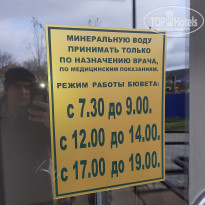 TopHotels
МИНЕРАЛЬНУЮ ВОДУ
ПРИНИМАТЬ ТОЛЬКО
ПО НАЗНАЧЕНИЮ ВРАЧА,
ПО МЕДИЦИНСКИМ ПОКАЗАНИЯМ.
РЕЖИМ РАБОТЫ БЮВЕТА:
с 7.30 до 9.00.
с 12.00 до 14.00.
с 17.00 до 19.00.